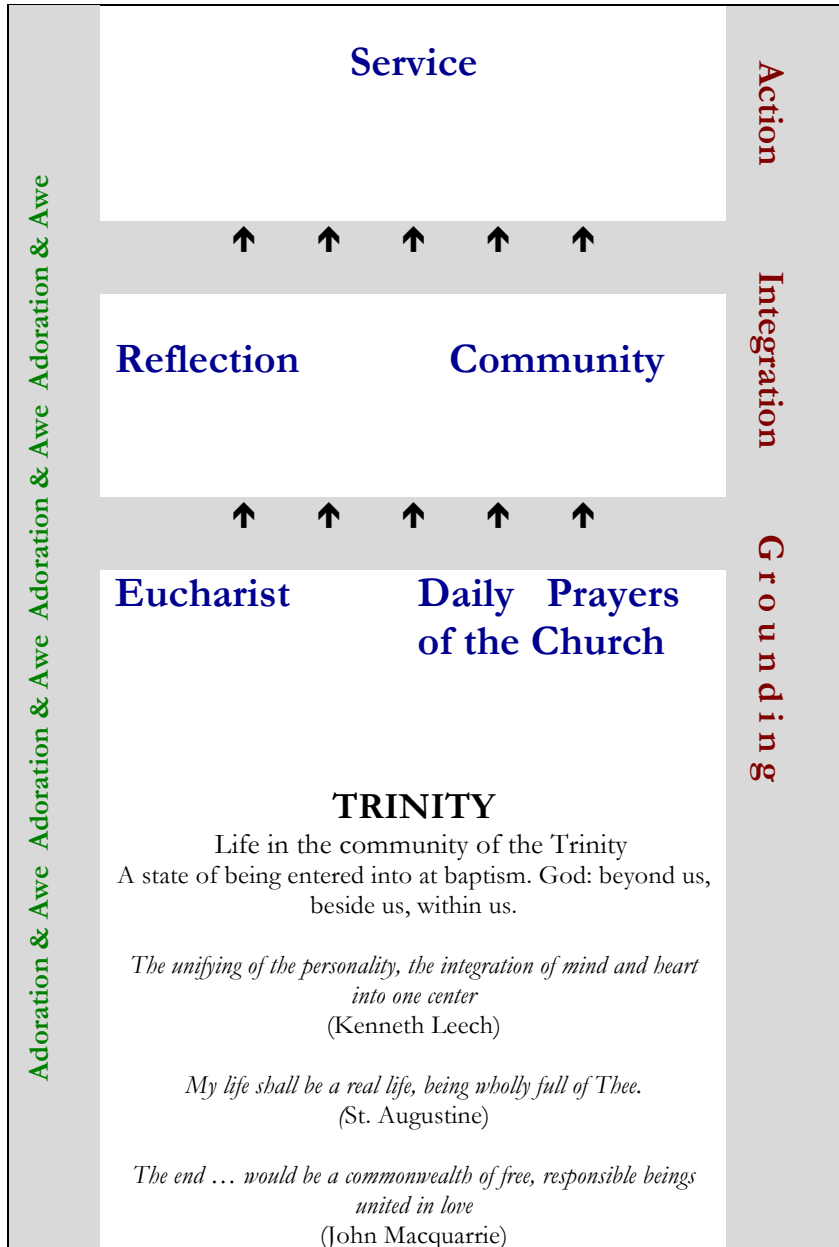 Service
Action
Adoration & Awe Adoration & Awe Adoration & Awe Adoration & Awe Adoration & Awe
Reflection Community
Integration
Eucharist Daily Prayers
of the Church
Grounding
TRINITY
Life in the community of the Trinity
A state of being entered into at baptism. God: beyond us,
beside us, within us.
The unifying of the personality, the integration of mind and heart
into one center
(Kenneth Leech)
My life shall be a real life, being wholly full of Thee.
(St. Augustine)
The end … would be a commonwealth of free, responsible beings
united in love
(John Macquarrie)